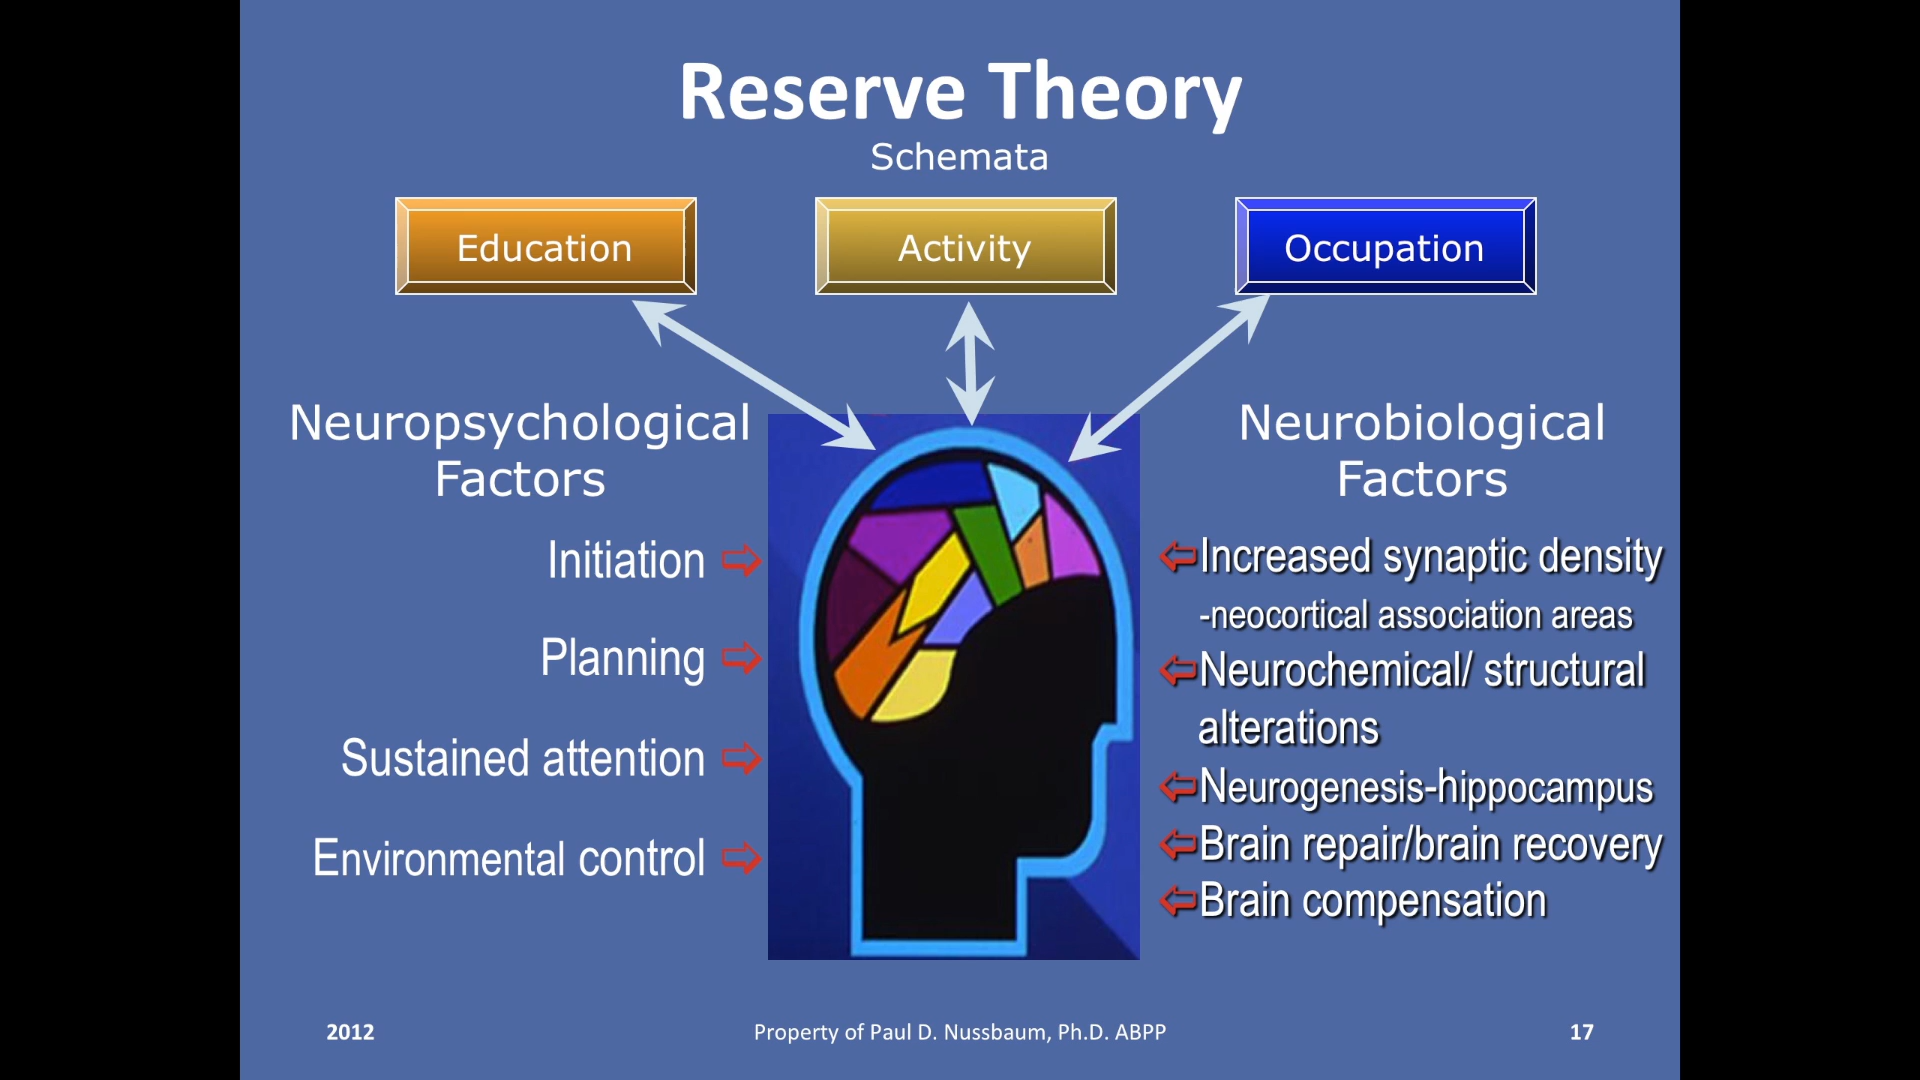 Reserve Theory
Schemata
Education
Activity
Occupation
Neuropsychological
Factors
Initiation
Planning
Sustained attention
Environmental control
Neurobiological
Factors
Increased synaptic density
-neocortical association areas
Neurochemical/ structural
alterations
Neurogenesis-hippocampus
Brain repair/brain recovery
Brain compensation
2012
Property of Paul D. Nussbaum, Ph.D. ABPP
17